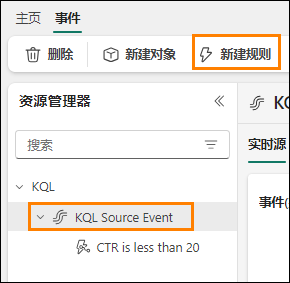 主页 事件
删除 新建对象 新建规则
资源管理器
KQ
搜索
实时源
KQL
KQL Source Event
事件(
CTR is less than 20